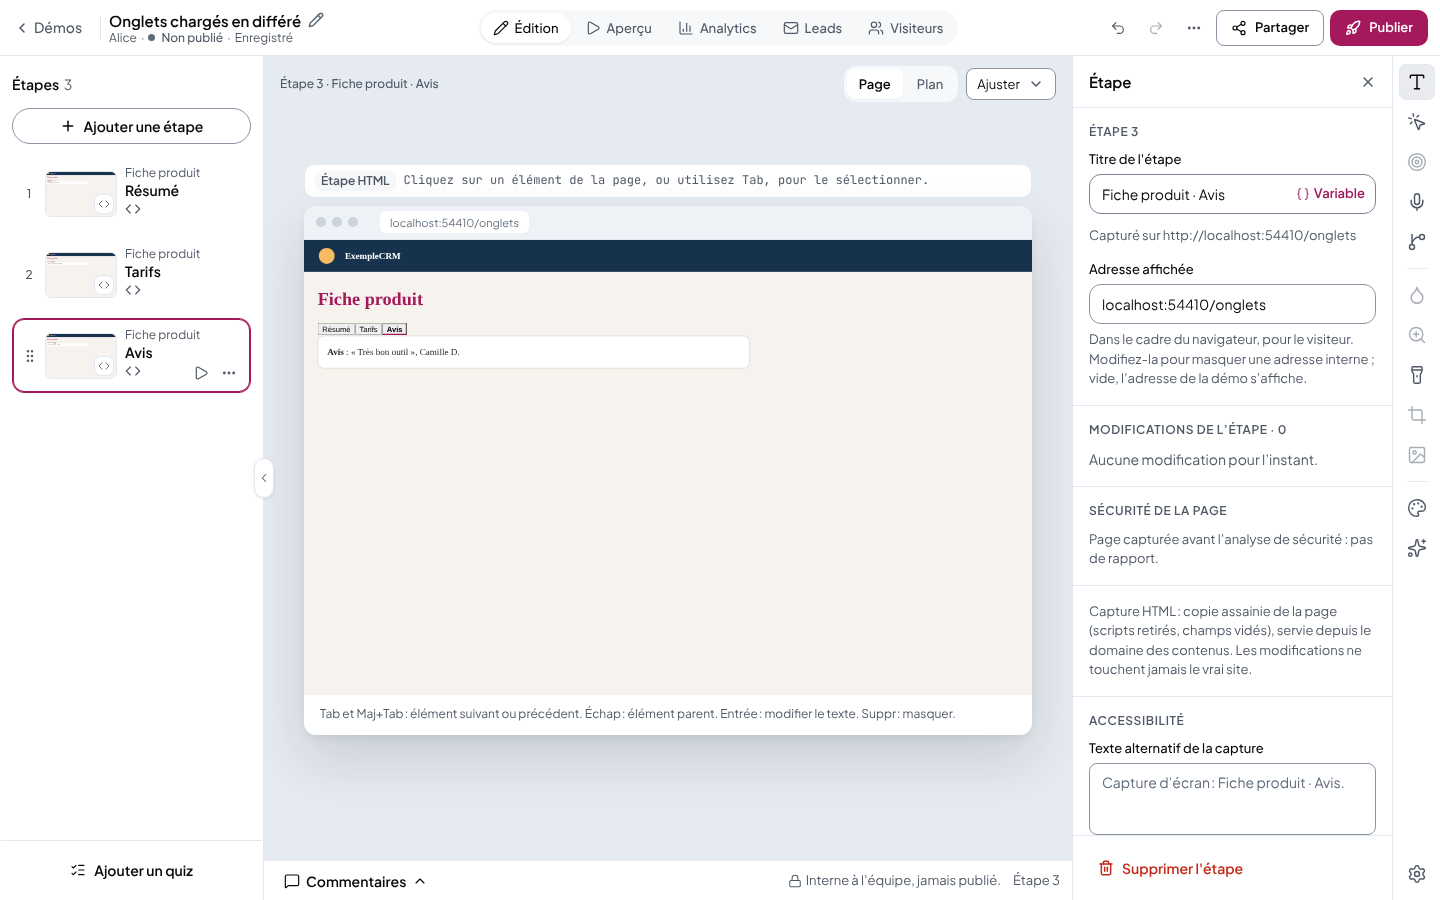 Démos
Onglets chargés en différé
Alice · Non publié · Enregistré
Édition
Aperçu
Analytics
Leads
Visiteurs
Partager
Publier
Étapes 3
Ajouter une étape
1
Fiche produit
Résumé
2
Fiche produit
Tarifs
Fiche produit
Avis
Ajouter un quiz
Étape 3 · Fiche produit · Avis
Page
Plan
Ajuster
Étape HTML Cliquez sur un élément de la page, ou utilisez Tab, pour le sélectionner.
localhost:54410/onglets
ExempleCRM
Fiche produit
Résumé Tarifs Avis
Avis : « Très bon outil », Camille D.
Tab et Maj+Tab : élément suivant ou précédent. Échap : élément parent. Entrée : modifier le texte. Suppr : masquer.
Commentaires
Interne à l'équipe, jamais publié. Étape 3
Étape
ÉTAPE 3
Titre de l'étape
Fiche produit · Avis
{ } Variable
Capturé sur http://localhost:54410/onglets
Adresse affichée
localhost:54410/onglets
Dans le cadre du navigateur, pour le visiteur.
Modifiez-la pour masquer une adresse interne ;
vide, l'adresse de la démo s'affiche.
MODIFICATIONS DE L'ÉTAPE · 0
Aucune modification pour l'instant.
SÉCURITÉ DE LA PAGE
Page capturée avant l'analyse de sécurité : pas
de rapport.
Capture HTML : copie assainie de la page
(scripts retirés, champs vidés), servie depuis le
domaine des contenus. Les modifications ne
touchent jamais le vrai site.
ACCESSIBILITÉ
Texte alternatif de la capture
Capture d'écran : Fiche produit · Avis.
Supprimer l'étape